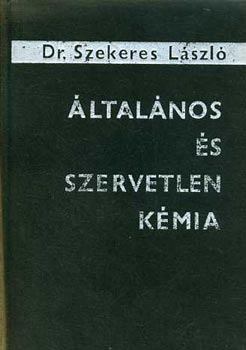 Dr. Szekeres László
ÁLTALÁNOS
ÉS
SZERVETLEN
KÉMIA